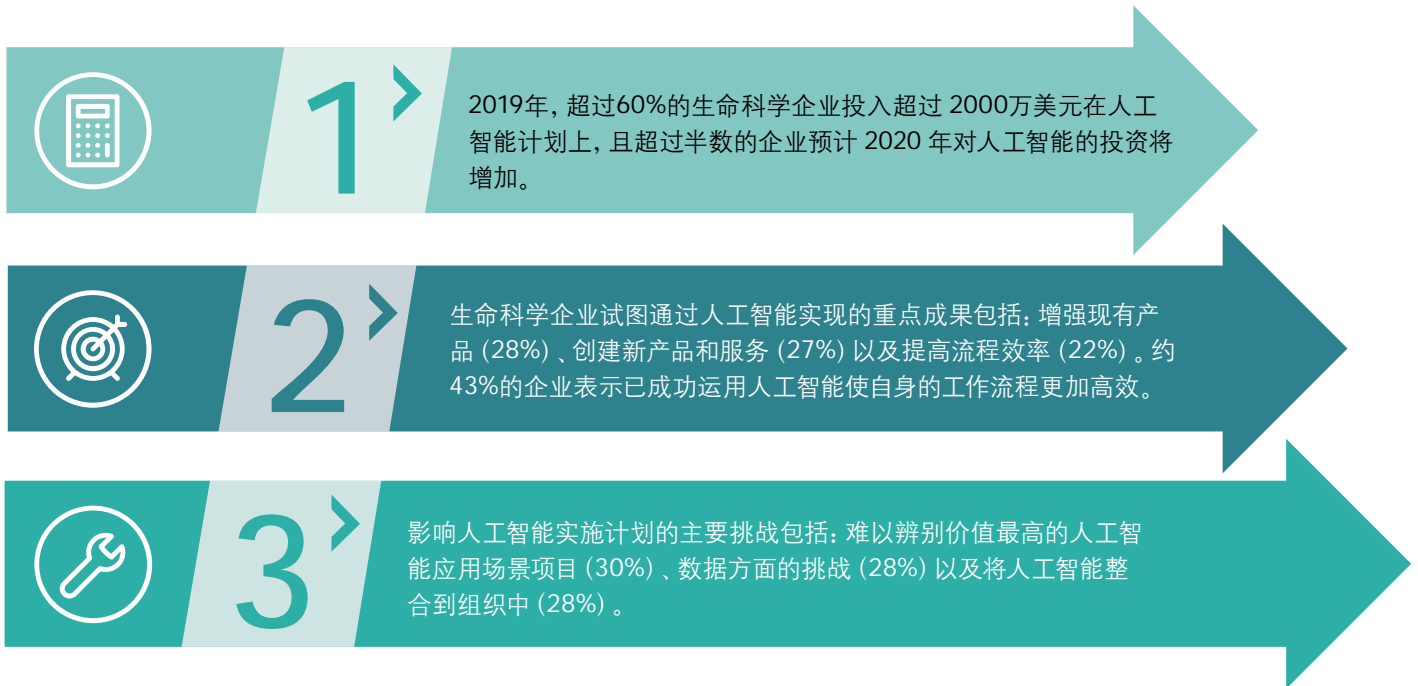 1
2019年，超过60%的生命科学企业投入超过 2000万美元在人工
智能计划上，且超过半数的企业预计 2020 年对人工智能的投资将
增加。
2
生命科学企业试图通过人工智能实现的重点成果包括：增强现有产
品（28%）、创建新产品和服务（27%）以及提高流程效率（22%）。约
43%的企业表示已成功运用人工智能使自身的工作流程更加高效。
3
影响人工智能实施计划的主要挑战包括：难以辨别价值最高的人工智
能应用场景项目（30%）、数据方面的挑战（28%）以及将人工智能整
合到组织中（28%）。